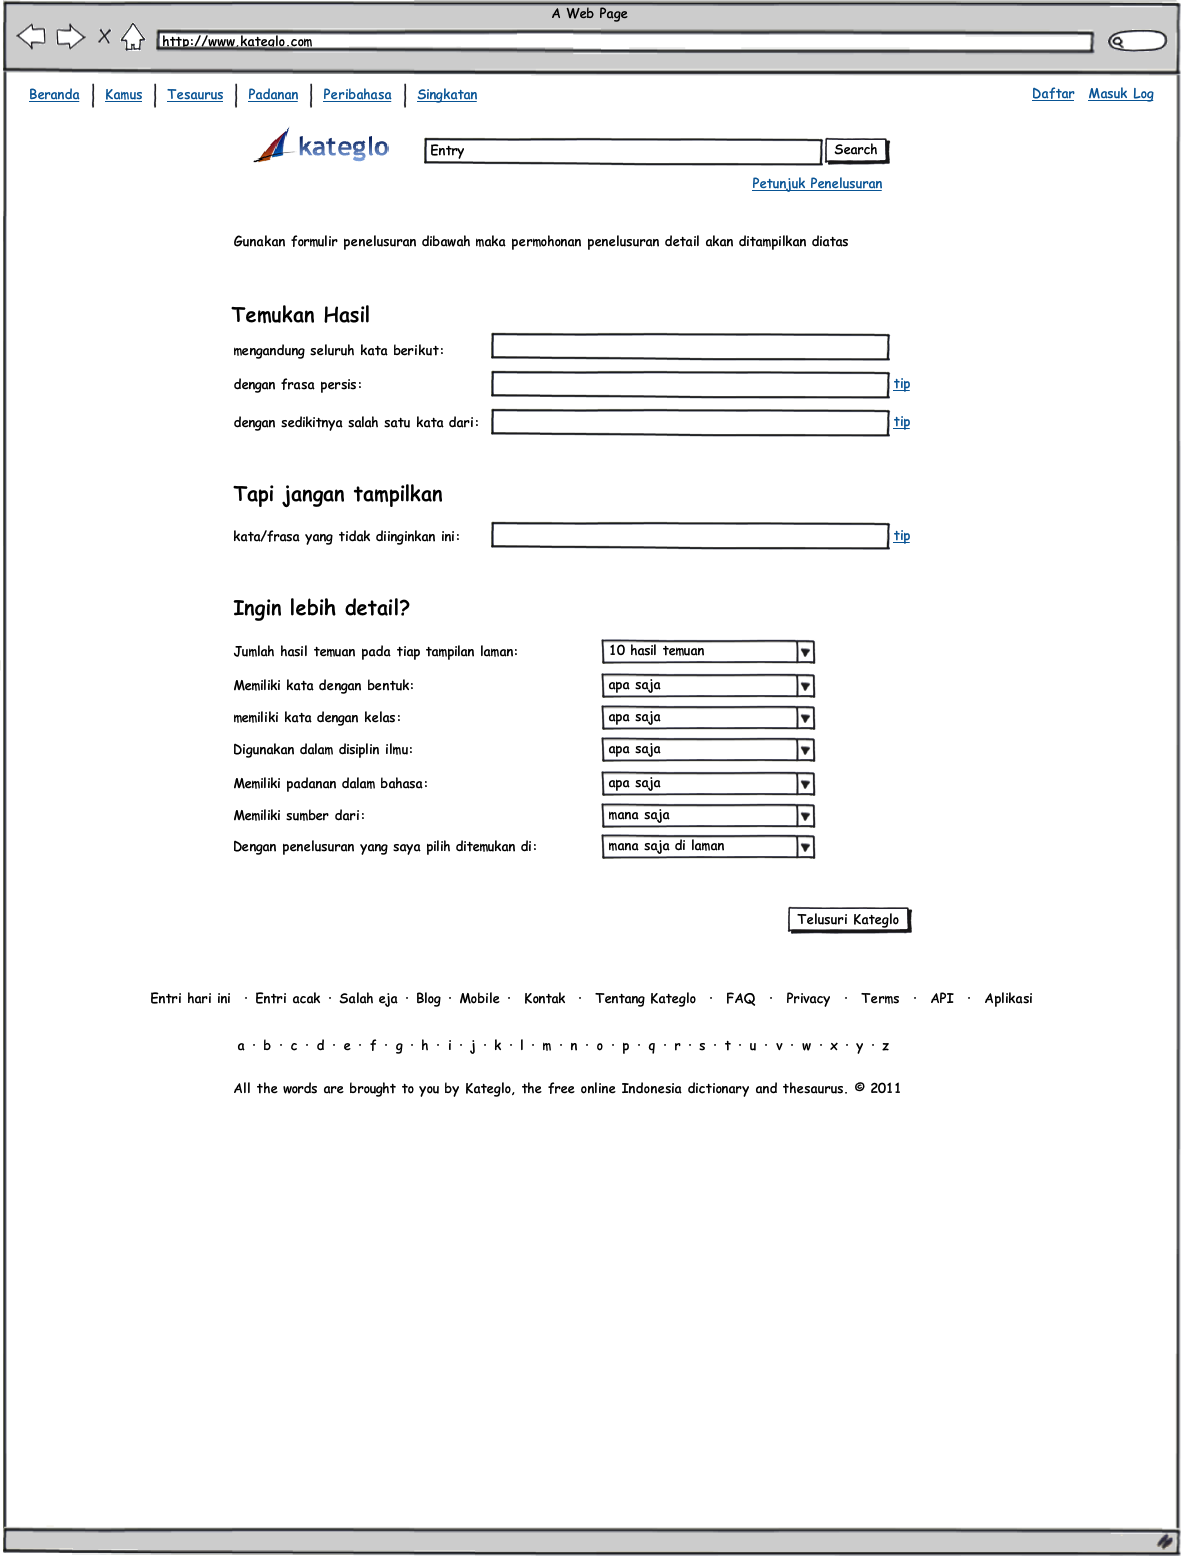 A Web Page
http://www.kateglo.com
Beranda Kamus Tesaurus Padanan Peribahasa Singkatan Daftar Masuk Log
kateglo Entry Search
Petunjuk Penelusuran
Gunakan formulir penelusuran dibawah maka permohonan penelusuran detail akan ditampilkan diatas
Temukan Hasil
mengandung seluruh kata berikut:
dengan frasa persis: tip
dengan sedikitnya salah satu kata dari: tip
Tapi jangan tampilkan
kata/frasa yang tidak diinginkan ini: tip
Ingin lebih detail?
Jumlah hasil temuan pada tiap tampilan laman: 10 hasil temuan
Memiliki kata dengan bentuk: apa saja
memiliki kata dengan kelas: apa saja
Digunakan dalam disiplin ilmu: apa saja
Memiliki padanan dalam bahasa: apa saja
Memiliki sumber dari: mana saja
Dengan penelusuran yang saya pilih ditemukan di: mana saja di laman
Telusuri Kateglo
Entri hari ini · Entri acak · Salah eja · Blog · Mobile · Kontak · Tentang Kateglo · FAQ · Privacy · Terms · API · Aplikasi
a · b · c · d · e · f · g · h · i · j · k · l · m · n · o · p · q · r · s · t · u · v · w · x · y · z
All the words are brought to you by Kateglo, the free online Indonesia dictionary and thesaurus. © 2011